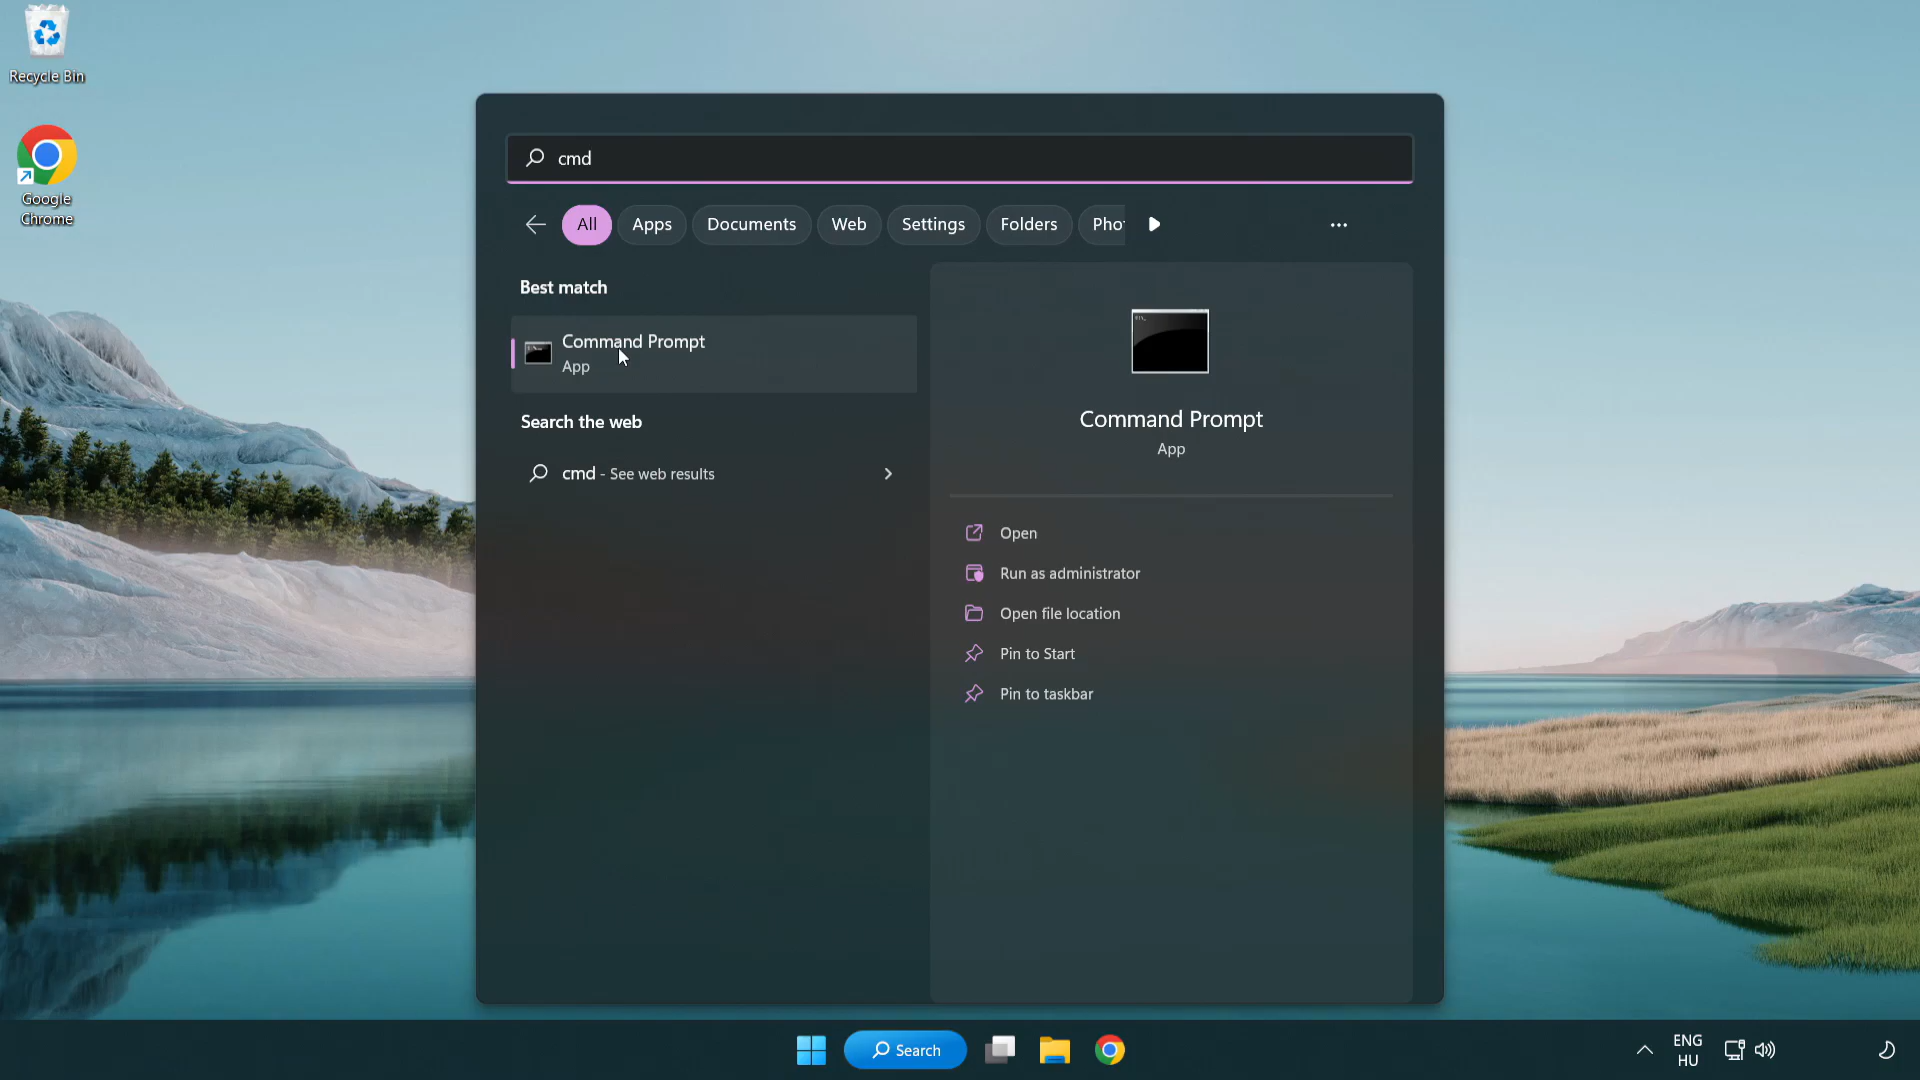 Recycle Bin
Google
Chrome
cmd
All
Apps
Documents
Web
Settings
Folders
Pho
Best match
Command Prompt
App
Search the web
cmd - See web results
Command Prompt
App
Open
Run as administrator
Open file location
Pin to Start
Pin to taskbar
Search
ENG
HU